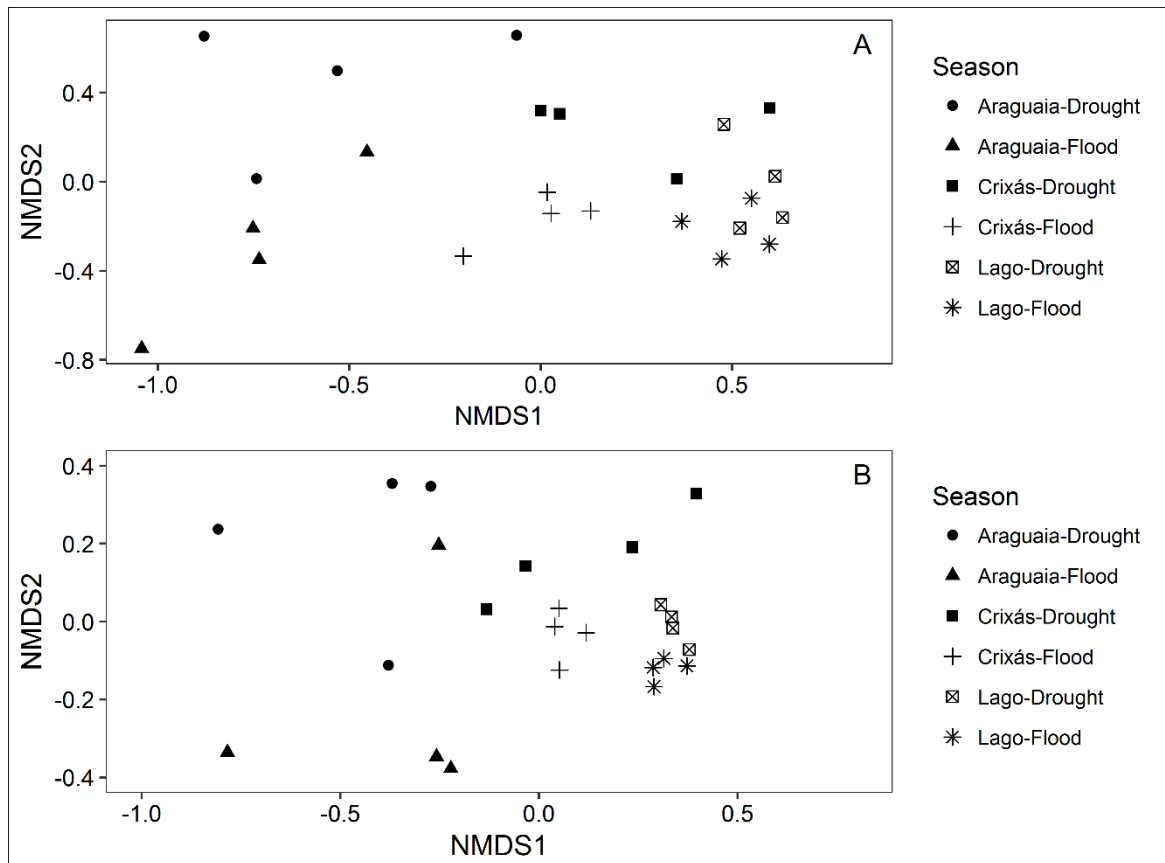 A
Season
Araguaia-Drought
Araguaia-Flood
Crixás-Drought
Crixás-Flood
Lago-Drought
Lago-Flood
NMDS2
0.4
0.0
-0.4
-0.8
-1.0 -0.5 0.0 0.5
NMDS1
B
Season
Araguaia-Drought
Araguaia-Flood
Crixás-Drought
Crixás-Flood
Lago-Drought
Lago-Flood
NMDS2
0.4
0.2
0.0
-0.2
-0.4
-1.0 -0.5 0.0 0.5
NMDS1